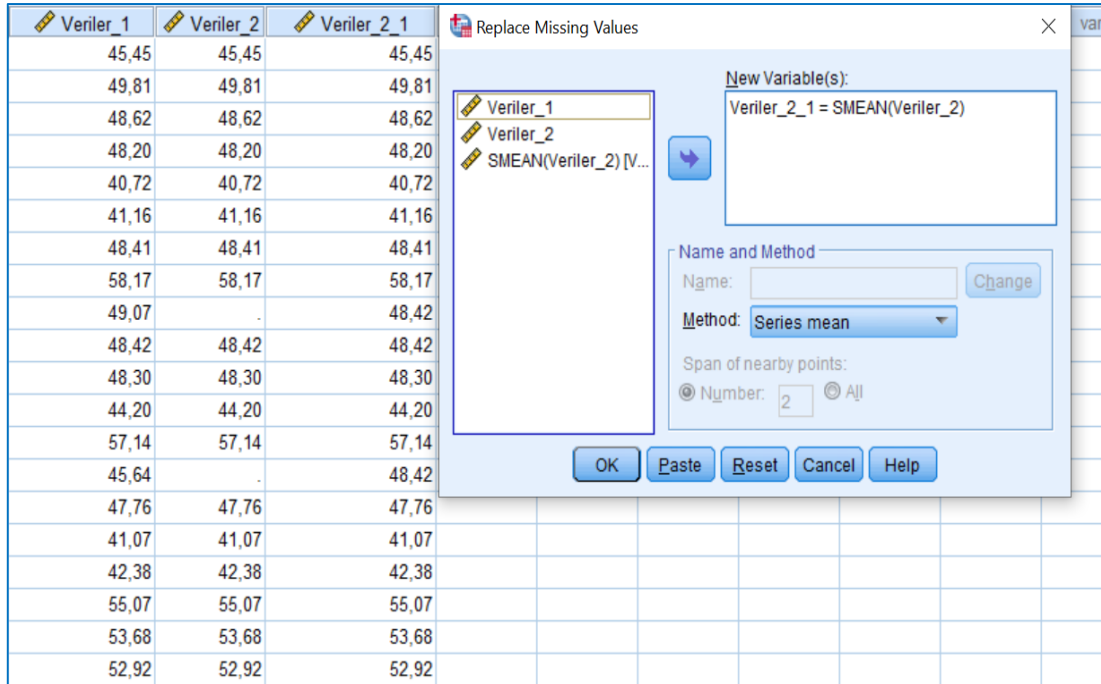 Veriler_1 Veriler_2 Veriler_2_1
45,45 45,45 45,45
49,81 49,81 49,81
48,62 48,62 48,62
48,20 48,20 48,20
40,72 40,72 40,72
41,16 41,16 41,16
48,41 48,41 48,41
58,17 58,17 58,17
49,07 . 48,42
48,42 48,42 48,42
48,30 48,30 48,30
44,20 44,20 44,20
57,14 57,14 57,14
45,64 . 48,42
47,76 47,76 47,76
41,07 41,07 41,07
42,38 42,38 42,38
55,07 55,07 55,07
53,68 53,68 53,68
52,92 52,92 52,92
Replace Missing Values
var
Veriler_1
Veriler_2
SMEAN(Veriler_2) [V...
New Variable(s):
Veriler_2_1 = SMEAN(Veriler_2)
Name and Method
Name: Change
Method: Series mean
Span of nearby points:
Number: 2 All
OK Paste Reset Cancel Help